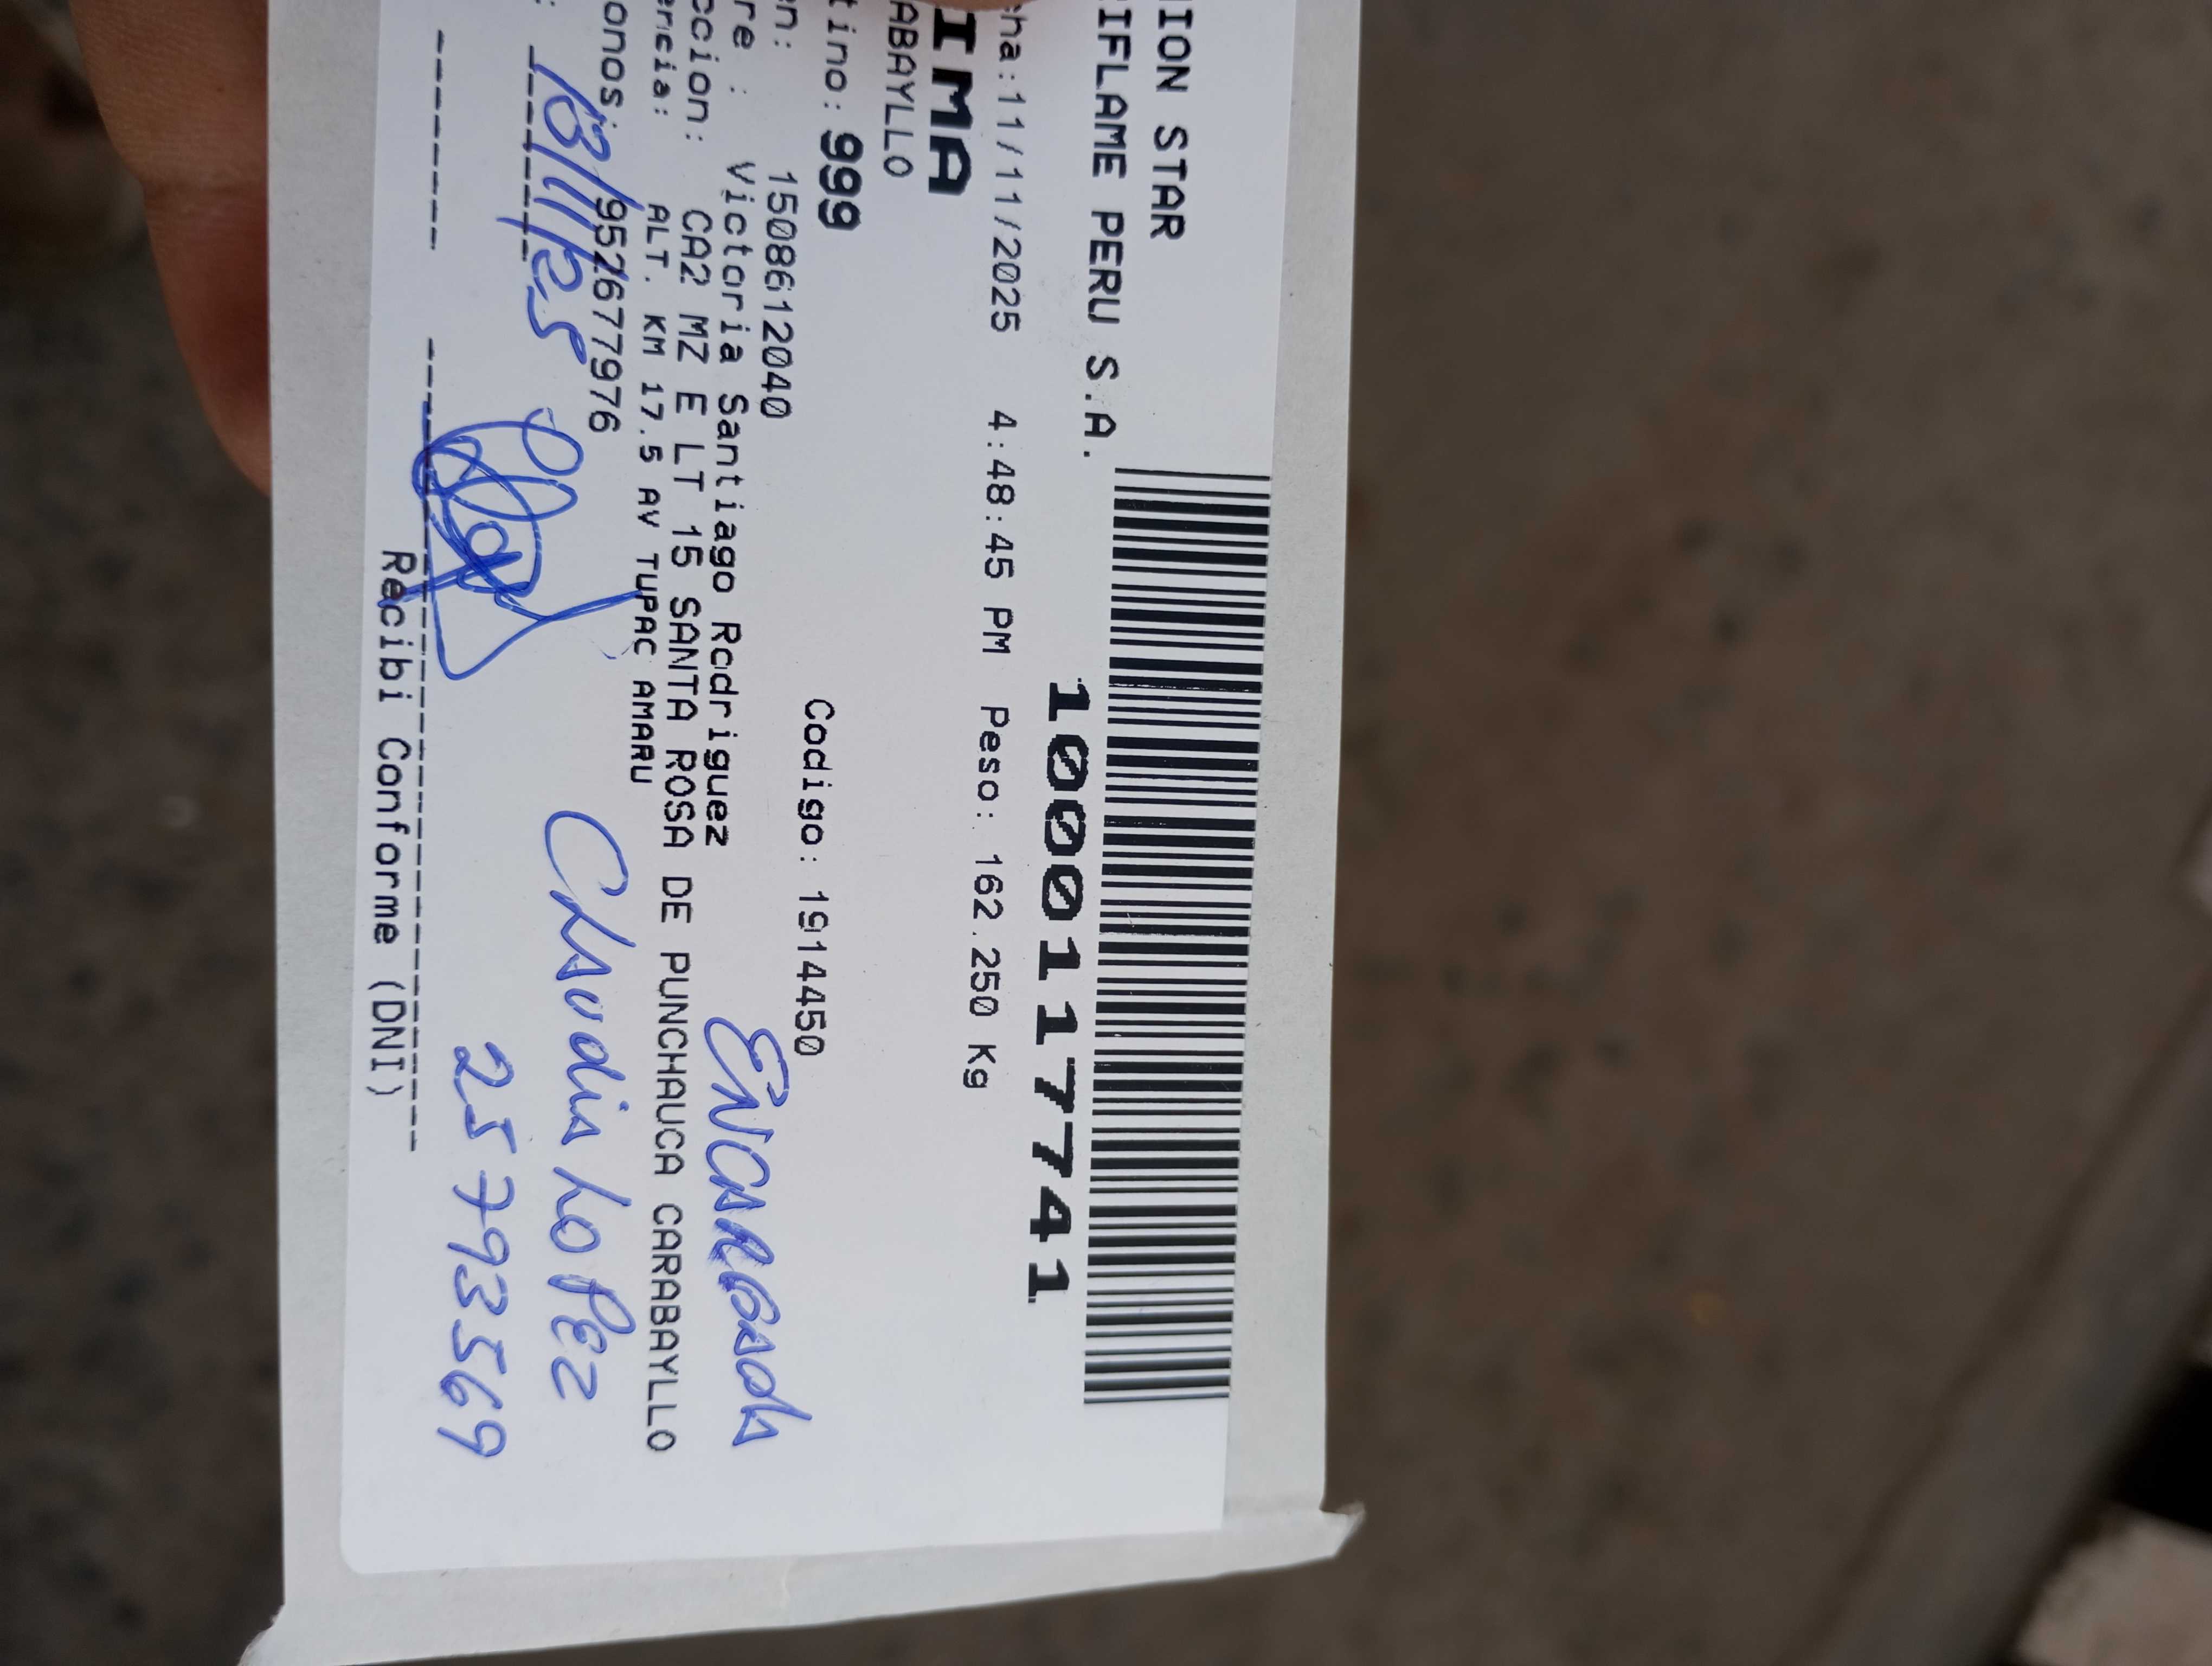 IION STAR
IFLAME PERU S.A.
1000117741
ha:11/11/2025 4:48:45 PM Peso: 162.250 Kg
IMA
ABAYLLO
tino: 999 Codigo: 1914450
n: 1508612040
re : Victoria Santiago Rodriguez
Encargada
ccion: CA2 MZ E LT 15 SANTA ROSA DE PUNCHAUCA CARABAYLLO
encia: ALT. KM 17.5 AV TUPAC AMARU
onos: 952677976
Claudia Lopez
: 13/11/25
25793569
Recibi Conforme (DNI)